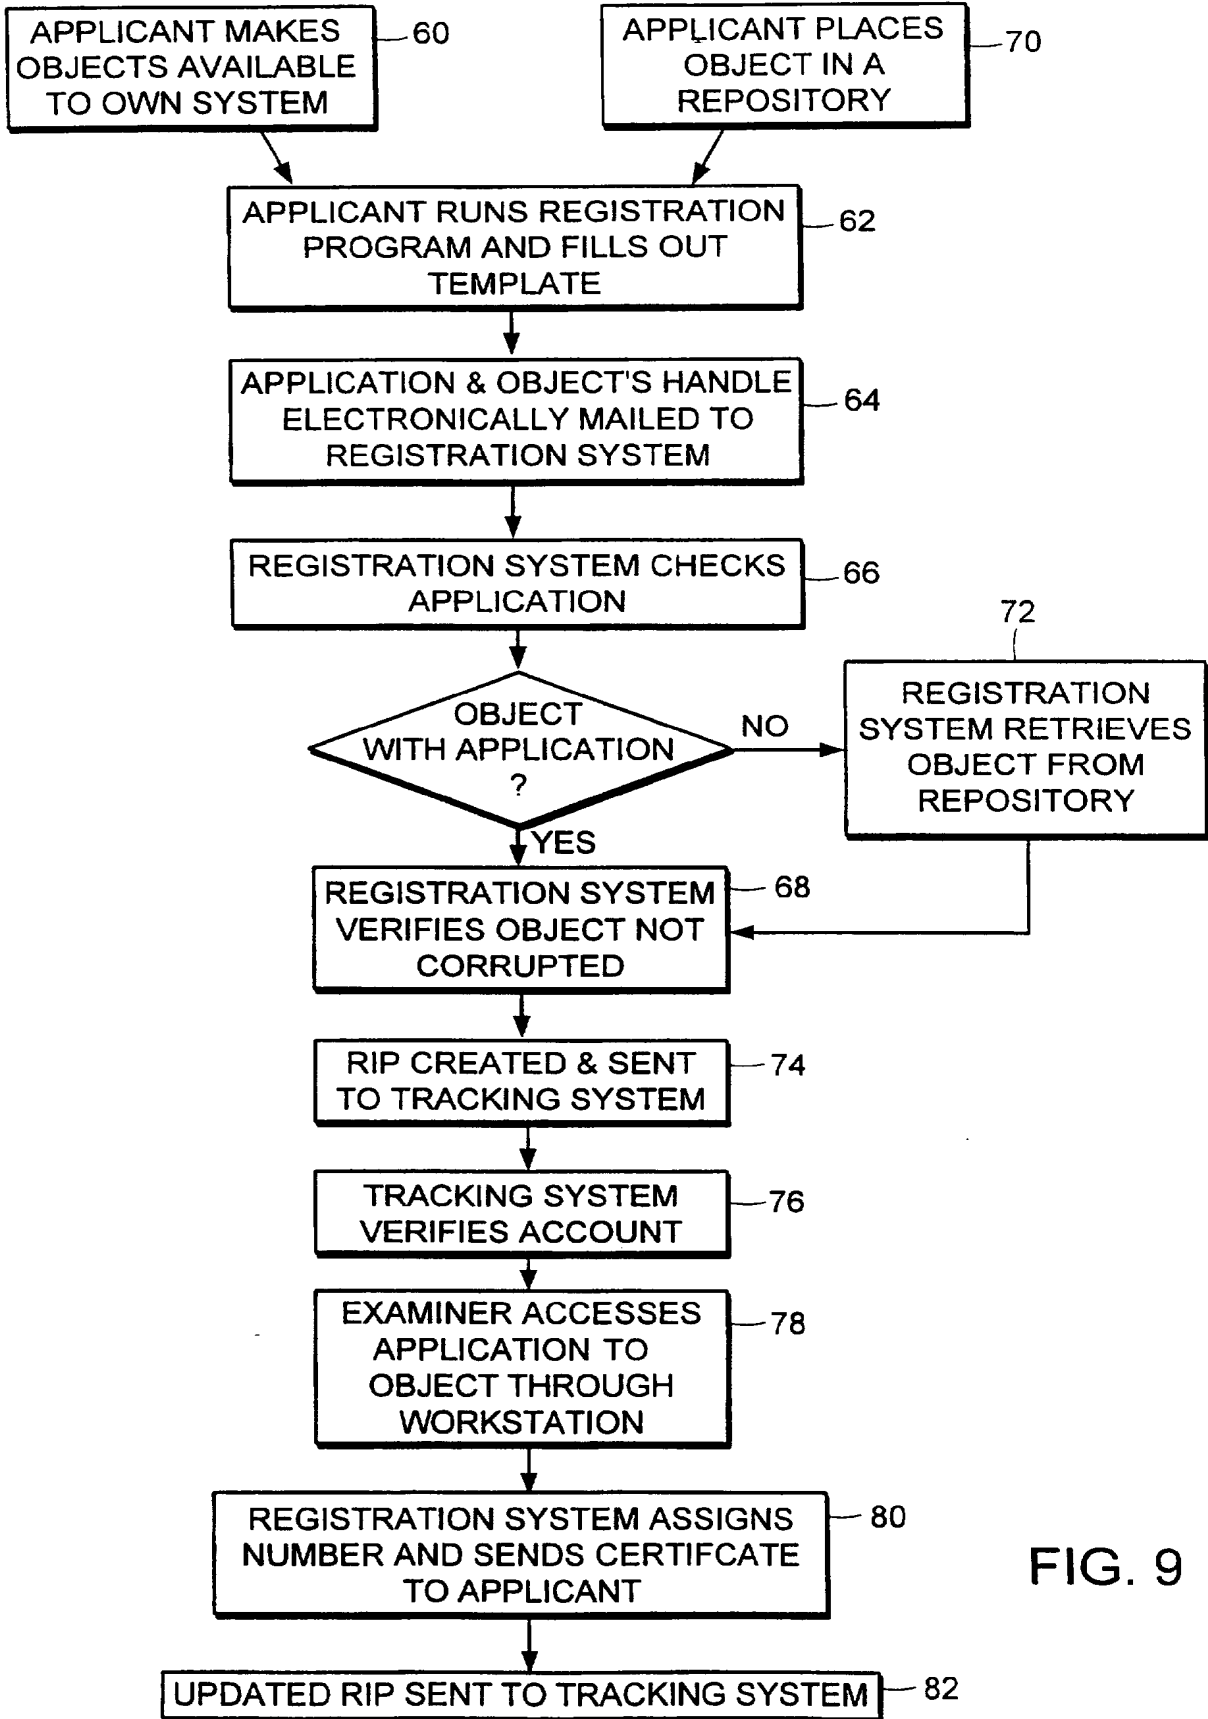 APPLICANT MAKES
OBJECTS AVAILABLE
TO OWN SYSTEM
60
APPLICANT PLACES
OBJECT IN A
REPOSITORY
70
APPLICANT RUNS REGISTRATION
PROGRAM AND FILLS OUT
TEMPLATE
62
APPLICATION & OBJECT'S HANDLE
ELECTRONICALLY MAILED TO
REGISTRATION SYSTEM
64
REGISTRATION SYSTEM CHECKS
APPLICATION
66
OBJECT
WITH APPLICATION
?
NO
72
REGISTRATION
SYSTEM RETRIEVES
OBJECT FROM
REPOSITORY
YES
REGISTRATION SYSTEM
VERIFIES OBJECT NOT
CORRUPTED
68
RIP CREATED & SENT
TO TRACKING SYSTEM
74
TRACKING SYSTEM
VERIFIES ACCOUNT
76
EXAMINER ACCESSES
APPLICATION TO
OBJECT THROUGH
WORKSTATION
78
REGISTRATION SYSTEM ASSIGNS
NUMBER AND SENDS CERTIFCATE
TO APPLICANT
80
FIG. 9
UPDATED RIP SENT TO TRACKING SYSTEM
82